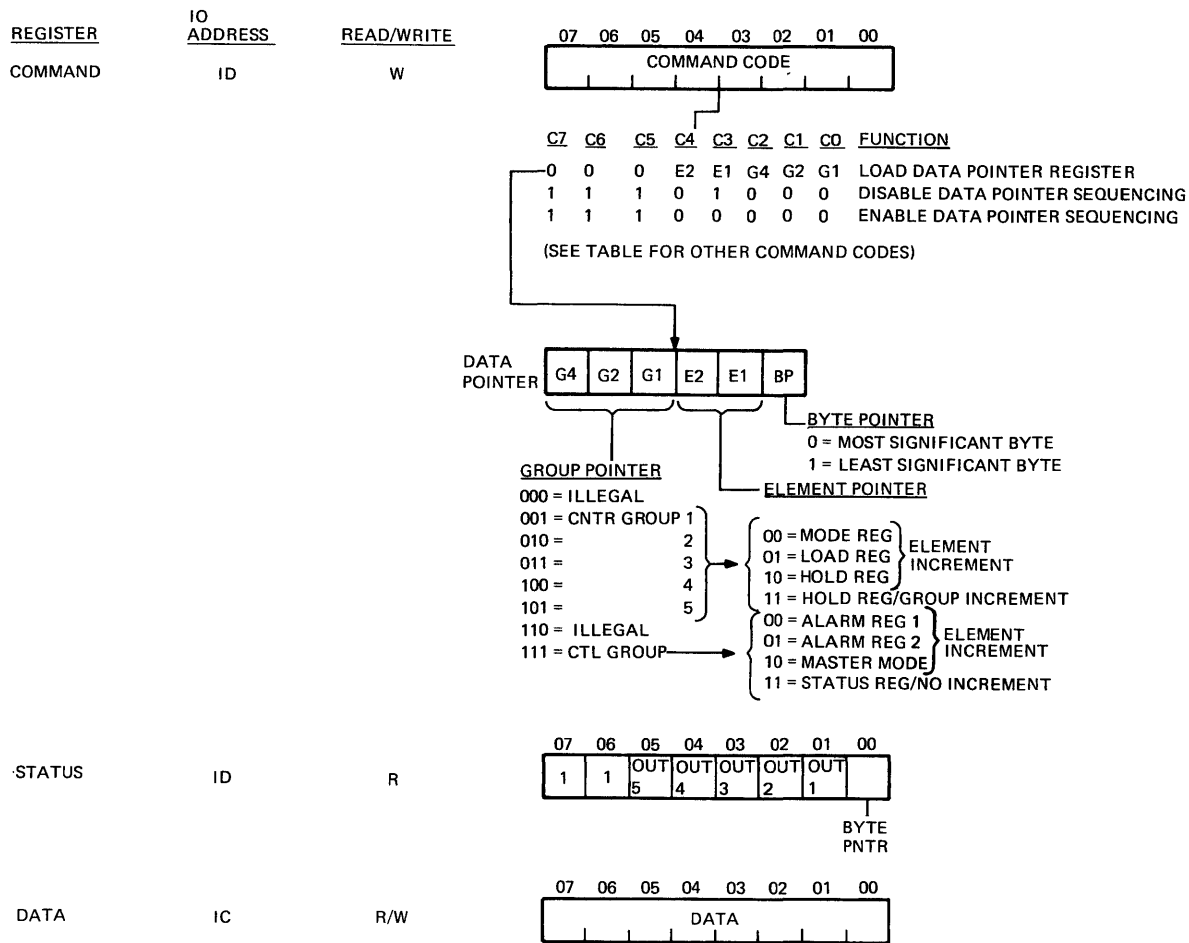 REGISTER IO ADDRESS READ/WRITE
07 06 05 04 03 02 01 00
COMMAND ID W COMMAND CODE
C7 C6 C5 C4 C3 C2 C1 C0 FUNCTION
0 0 0 E2 E1 G4 G2 G1 LOAD DATA POINTER REGISTER
1 1 1 0 1 0 0 0 DISABLE DATA POINTER SEQUENCING
1 1 1 0 0 0 0 0 ENABLE DATA POINTER SEQUENCING
(SEE TABLE FOR OTHER COMMAND CODES)
DATA POINTER G4 G2 G1 E2 E1 BP
BYTE POINTER
0 = MOST SIGNIFICANT BYTE
1 = LEAST SIGNIFICANT BYTE
GROUP POINTER
000 = ILLEGAL
001 = CNTR GROUP 1
010 = 2
011 = 3
100 = 4
101 = 5
110 = ILLEGAL
111 = CTL GROUP
ELEMENT POINTER
00 = MODE REG
01 = LOAD REG
10 = HOLD REG
ELEMENT INCREMENT
11 = HOLD REG/GROUP INCREMENT
00 = ALARM REG 1
01 = ALARM REG 2
10 = MASTER MODE
ELEMENT INCREMENT
11 = STATUS REG/NO INCREMENT
07 06 05 04 03 02 01 00
STATUS ID R 1 1 OUT 5 OUT 4 OUT 3 OUT 2 OUT 1
BYTE PNTR
07 06 05 04 03 02 01 00
DATA IC R/W DATA